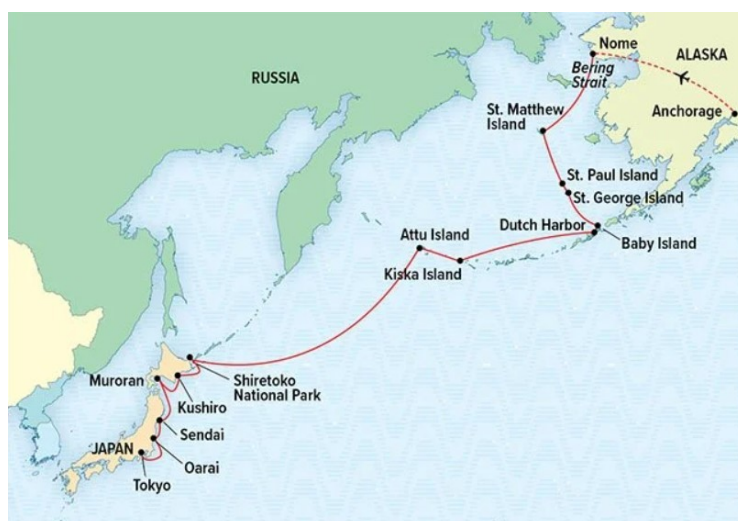 Nome
RUSSIA
ALASKA
Bering
Strait
Anchorage
St. Matthew
Island
St. Paul Island
St. George Island
Dutch Harbor
Baby Island
Attu Island
Kiska Island
Shiretoko
National Park
Muroran
Kushiro
Sendai
JAPAN
Oarai
Tokyo